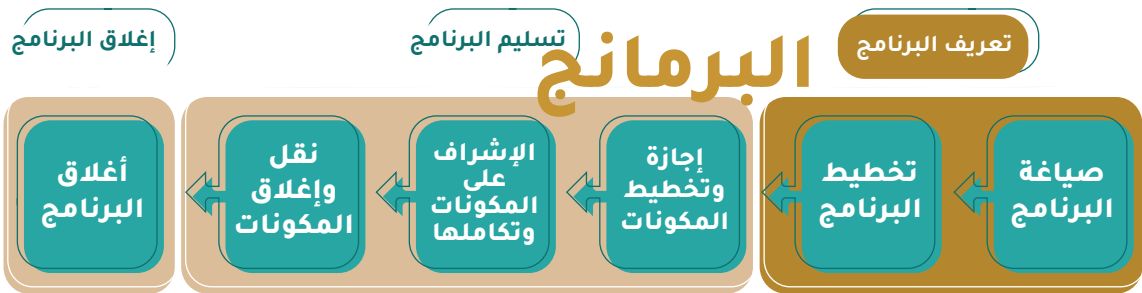 تعريف البرنامج
تسليم البرنامج
إغلاق البرنامج
البرمانج
صياغة
البرنامج
تخطيط
البرنامج
إجازة
وتخطيط
المكونات
الإشراف
على
المكونات
وتكاملها
نقل
وإغلاق
المكونات
أغلاق
البرنامج